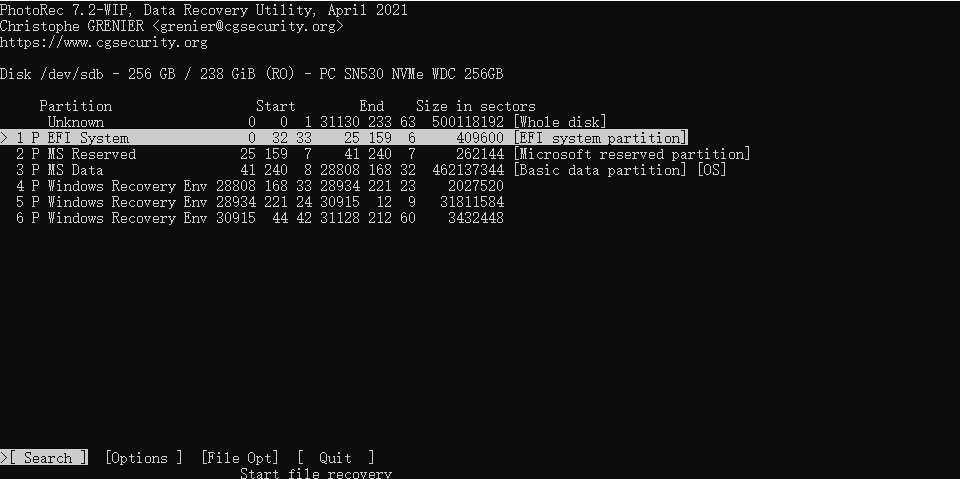 PhotoRec 7.2-WIP, Data Recovery Utility, April 2021
Christophe GRENIER <grenier@cgsecurity.org>
https://www.cgsecurity.org
Disk /dev/sdb - 256 GB / 238 GiB (RO) - PC SN530 NVMe WDC 256GB
Partition Start End Size in sectors
Unknown 0 0 1 31130 233 63 500118192 [Whole disk]
> 1 P EFI System 0 32 33 25 159 6 409600 [EFI system partition]
2 P MS Reserved 25 159 7 41 240 7 262144 [Microsoft reserved partition]
3 P MS Data 41 240 8 28808 168 32 462137344 [Basic data partition] [OS]
4 P Windows Recovery Env 28808 168 33 28934 221 23 2027520
5 P Windows Recovery Env 28934 221 24 30915 12 9 31811584
6 P Windows Recovery Env 30915 44 42 31128 212 60 3432448
>[ Search ] [Options ] [File Opt] [ Quit ]
Start file recovery